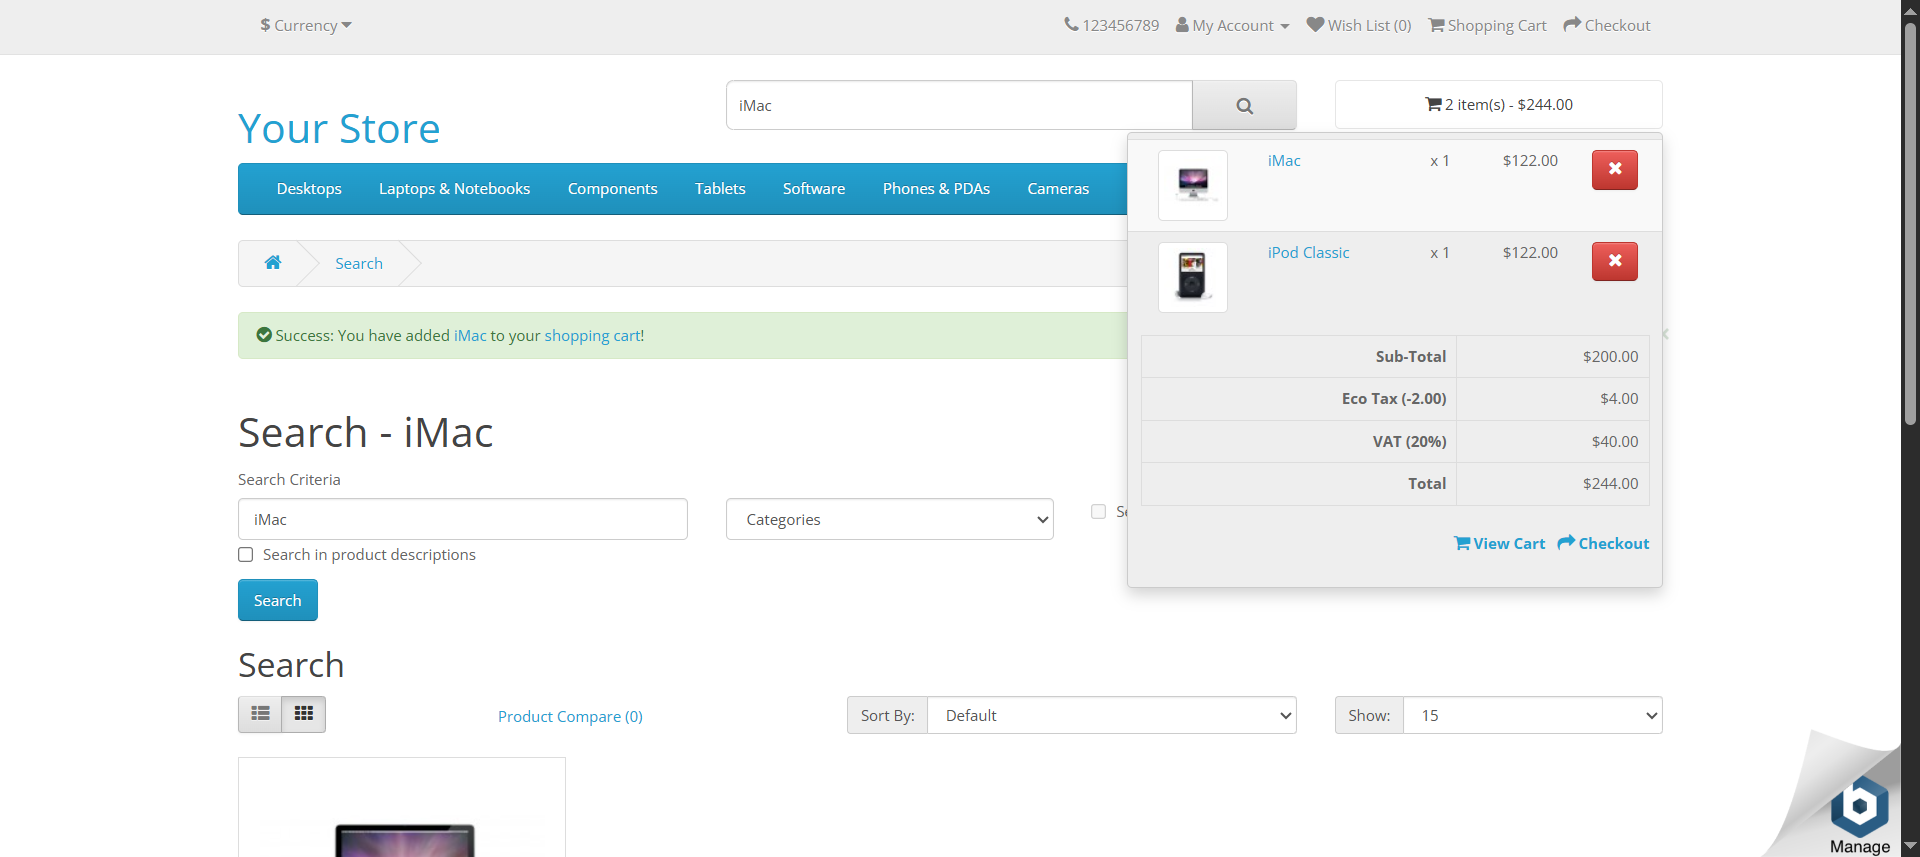 $ Currency
123456789 My Account Wish List (0) Shopping Cart Checkout
Your Store
iMac
2 item(s) - $244.00
Desktops Laptops & Notebooks Components Tablets Software Phones & PDAs Cameras
iMac x 1 $122.00
iPod Classic x 1 $122.00
Sub-Total $200.00
Eco Tax (-2.00) $4.00
VAT (20%) $40.00
Total $244.00
View Cart Checkout
Search
Success: You have added iMac to your shopping cart!
Search - iMac
Search Criteria
iMac
Categories
Search in product descriptions
Search
Search
Product Compare (0)
Sort By: Default
Show: 15
Manage